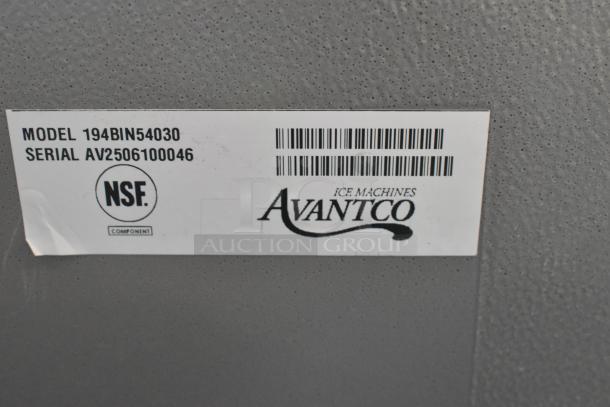 MODEL 194BIN54030
SERIAL AV2506100046
NSF.
COMPONENT
ICE MACHINES
AVANTCO
AUCTION GROUP